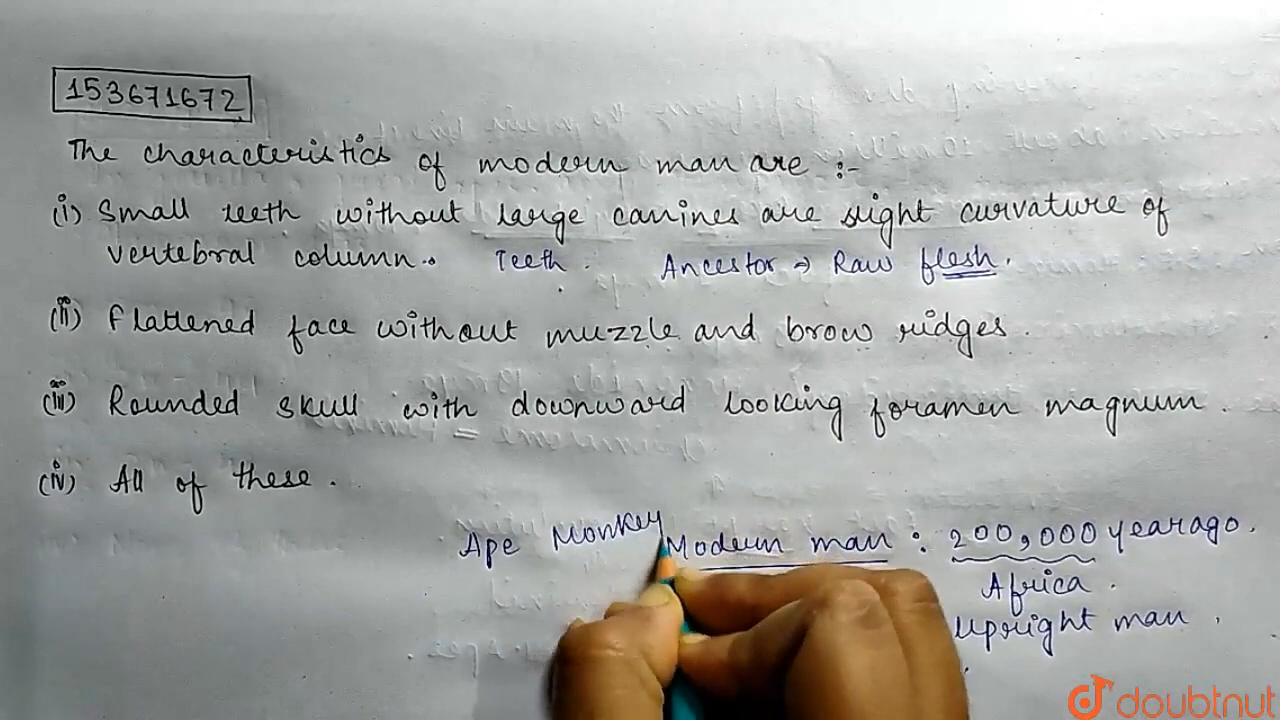 153671672
The characteristics of modern man are :-
(i) Small teeth without large canines are slight curvature of
vertebral column.
Teeth. Ancestor → Raw flesh.
(ii) Flattened face without muzzle and brow ridges.
(iii) Rounded skull with downward looking foramen magnum.
(iv) All of these.
Ape Monkey Modern man : 200,000 year ago.
Africa.
Upright man.
doubtnut